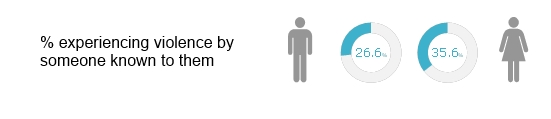 % experiencing violence by
someone known to them
26.6%
35.6%